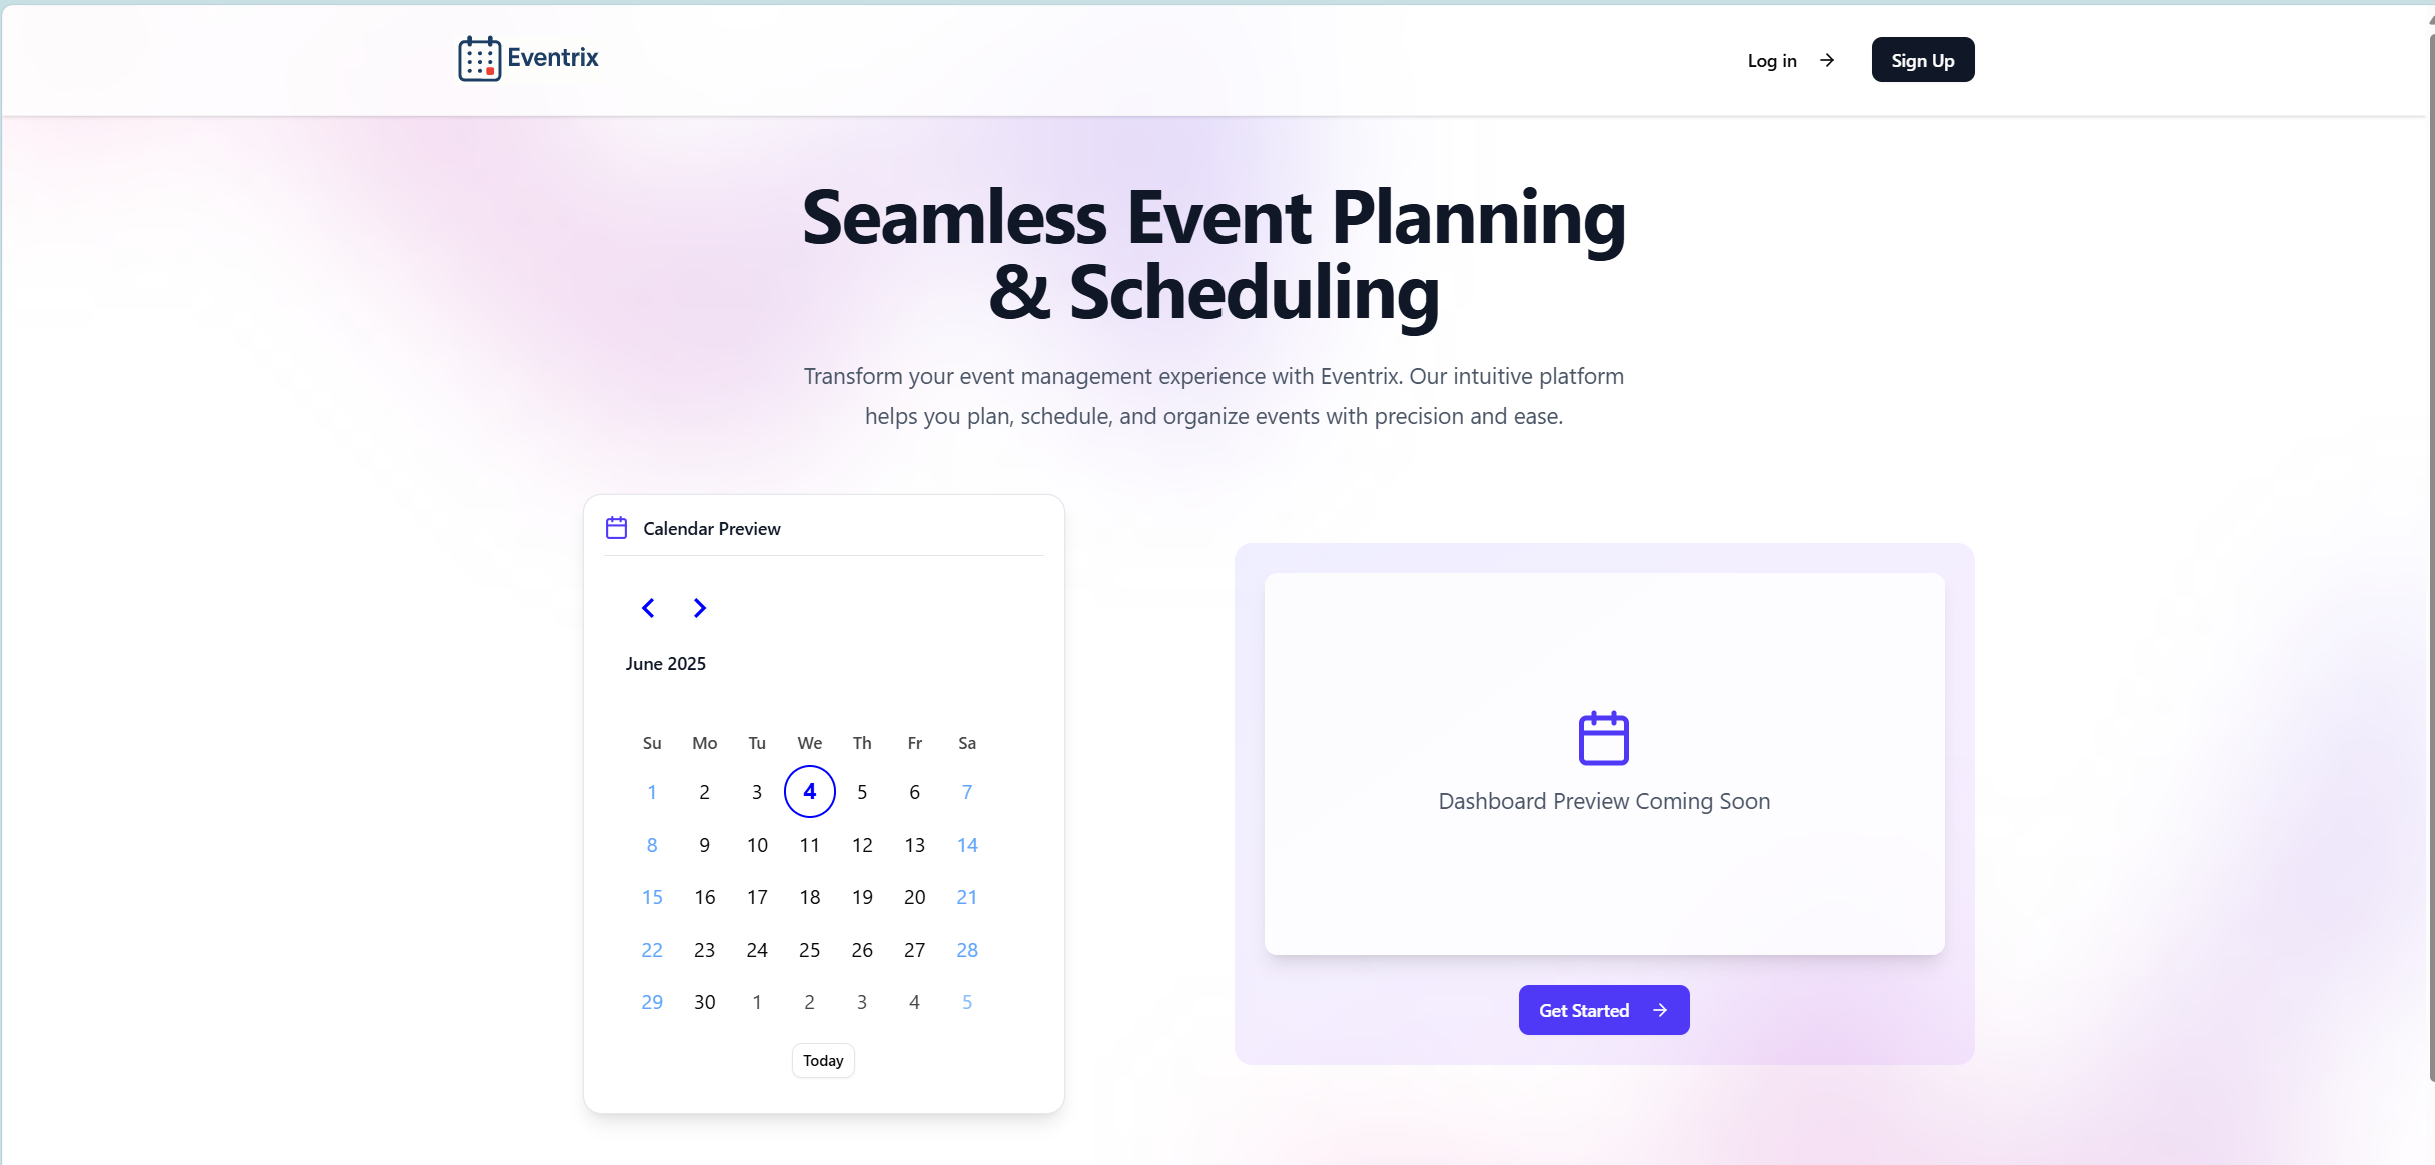 Eventrix
Log in
Sign Up
Seamless Event Planning
& Scheduling
Transform your event management experience with Eventrix. Our intuitive platform
helps you plan, schedule, and organize events with precision and ease.
Calendar Preview
June 2025
Su Mo Tu We Th Fr Sa
1 2 3 4 5 6 7
8 9 10 11 12 13 14
15 16 17 18 19 20 21
22 23 24 25 26 27 28
29 30 1 2 3 4 5
Today
Dashboard Preview Coming Soon
Get Started